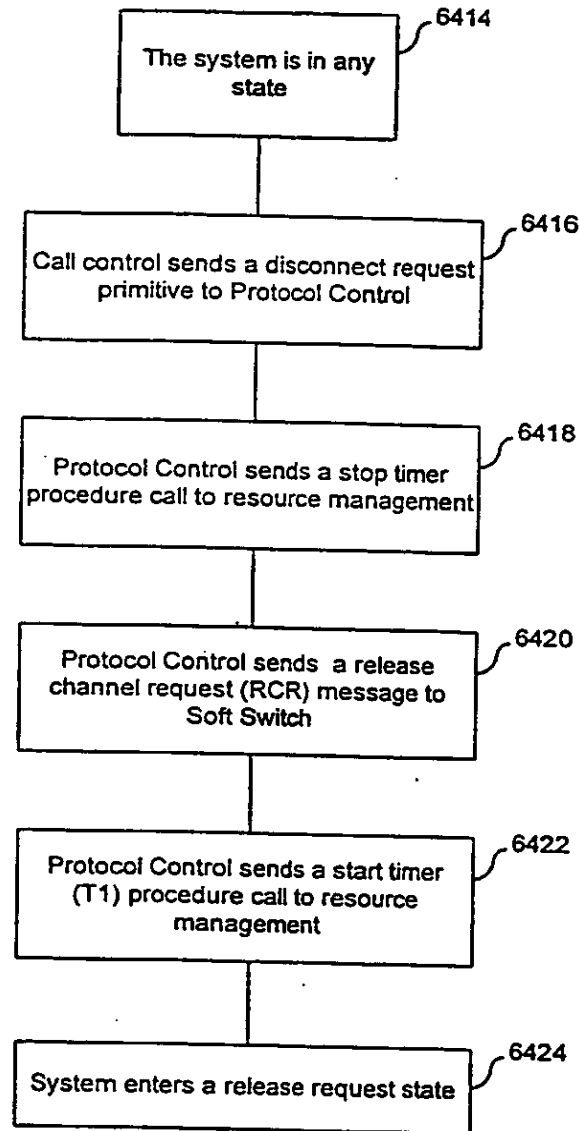 6414
The system is in any
state
6416
Call control sends a disconnect request
primitive to Protocol Control
6418
Protocol Control sends a stop timer
procedure call to resource management
6420
Protocol Control sends a release
channel request (RCR) message to
Soft Switch
6422
Protocol Control sends a start timer
(T1) procedure call to resource
management
6424
System enters a release request state